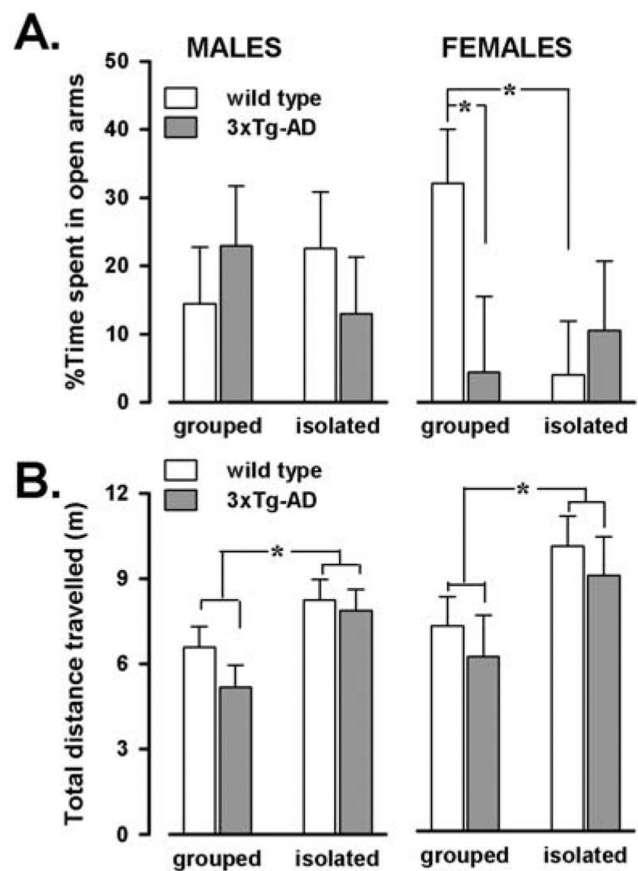 A.
MALES
FEMALES
50
40
30
20
10
0
%Time spent in open arms
wild type
3xTg-AD
*
*
grouped
isolated
grouped
isolated
B.
wild type
3xTg-AD
12
9
6
3
0
Total distance travelled (m)
*
*
grouped
isolated
grouped
isolated